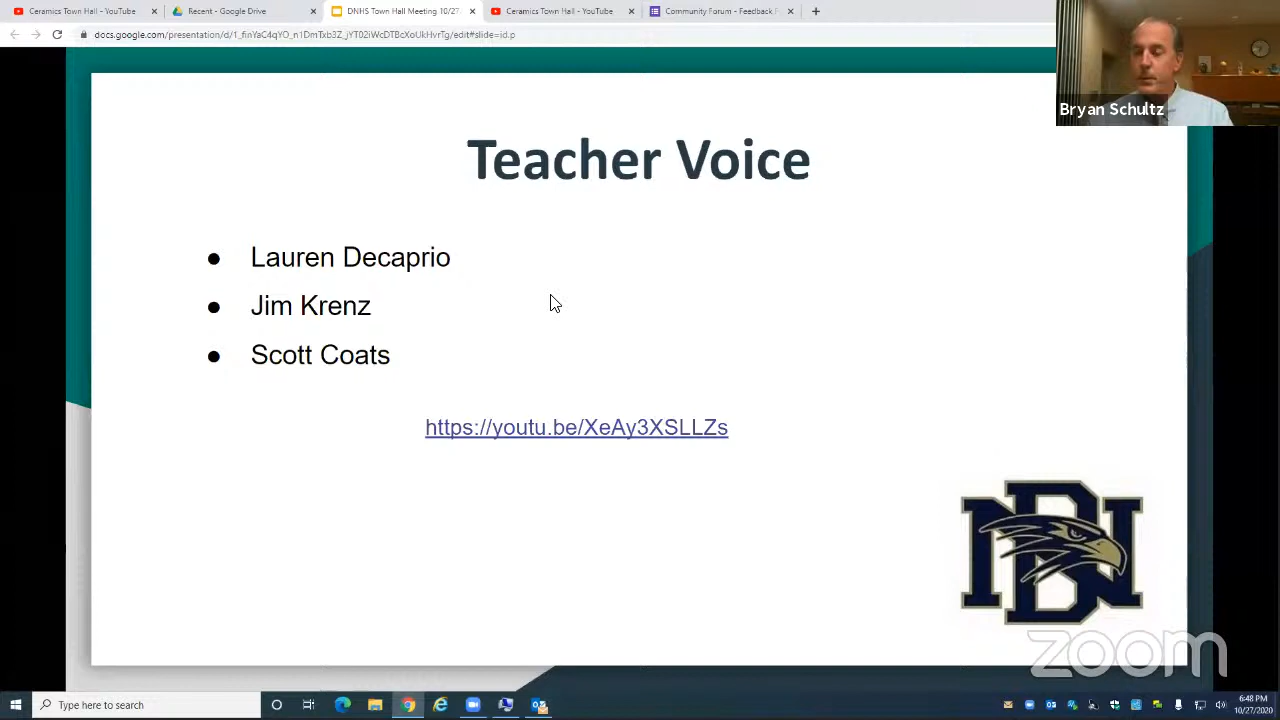 Ceramics Town Hall - YouTube
Recent - Google Drive
DNHS Town Hall Meeting 10/27
Ceramics Town Hall - YouTube
Community Forum - Feedback F
Bryan Schultz
Teacher Voice
● Lauren Decaprio
● Jim Krenz
● Scott Coats
https://youtu.be/XeAy3XSLLZs
DN
zoom
Type here to search
6:48 PM
10/27/2020